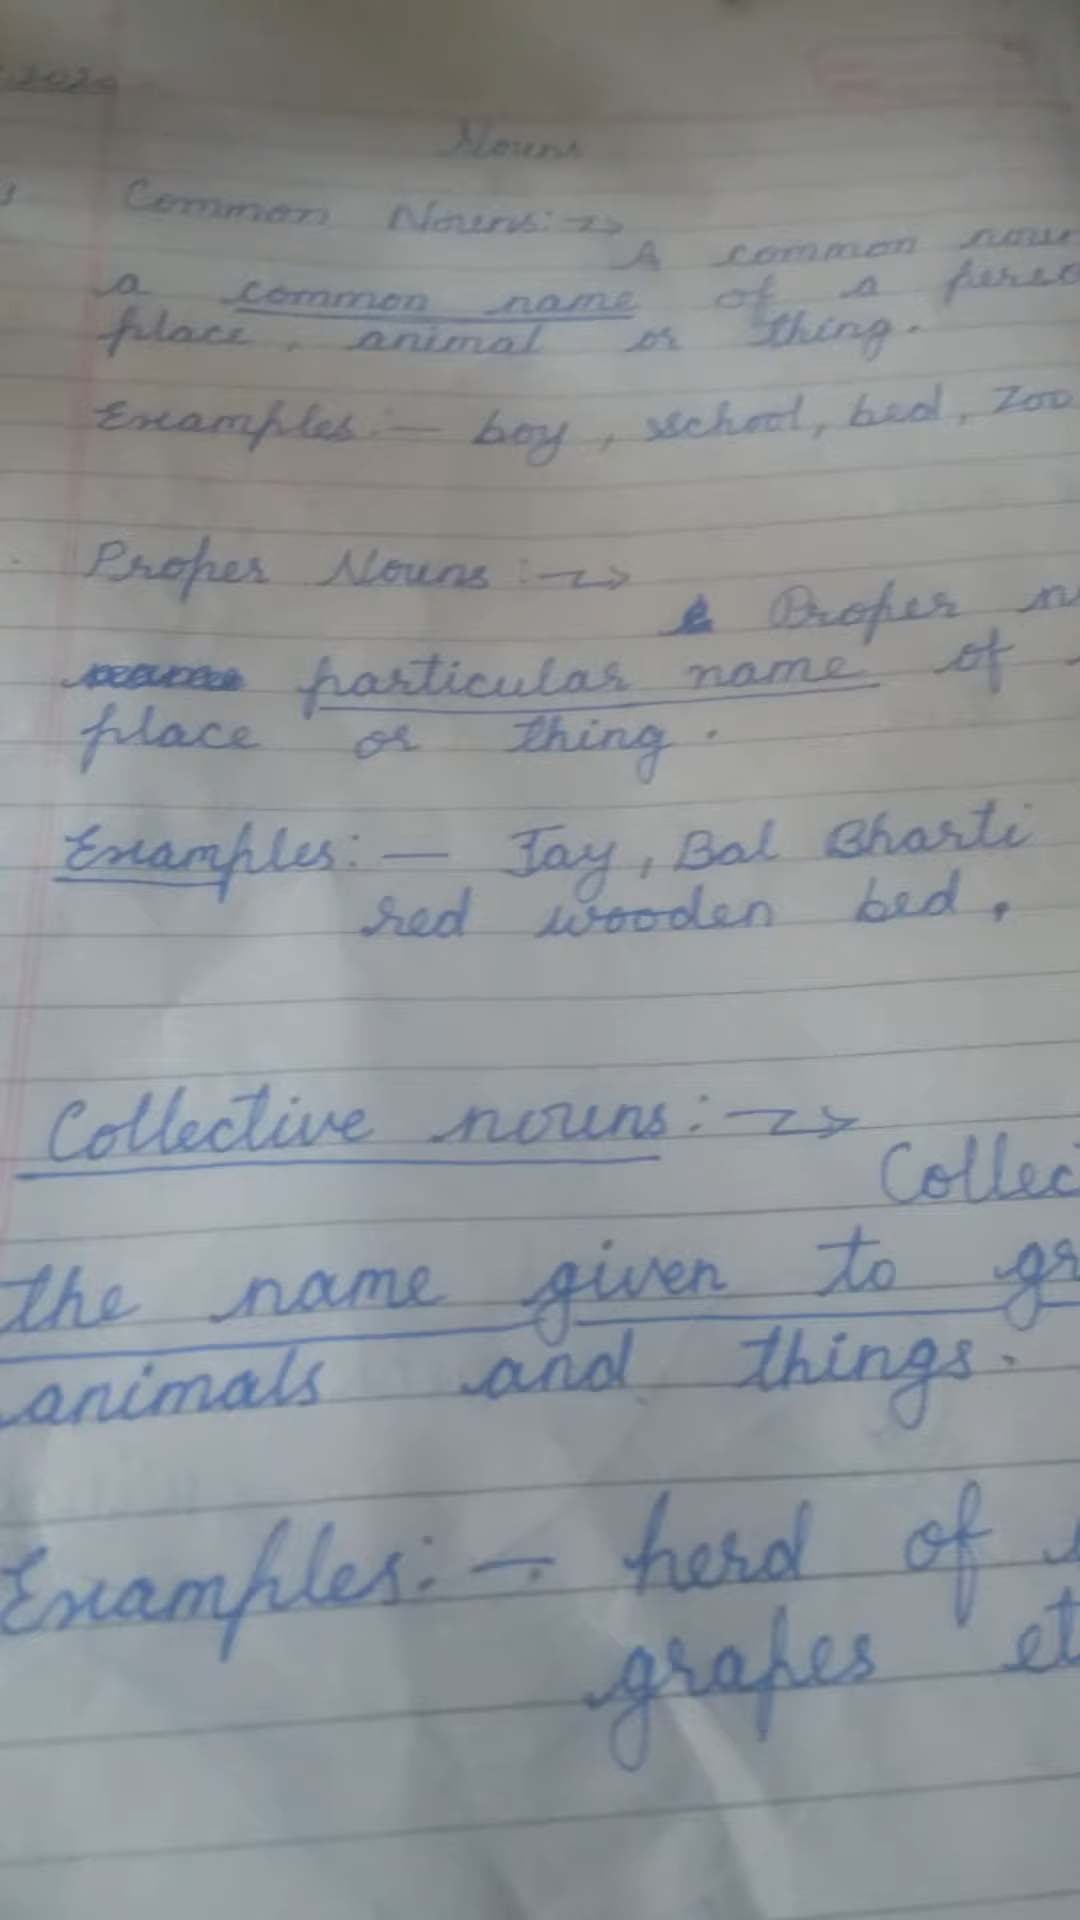 Nouns
Common Nouns:->
A common noun
a common name of a
place, animal or thing.
Examples:- boy, school, bed, zoo
Proper Nouns:->
Proper
particular name of
place or thing.
Examples:- Jay, Bal Bharti
red wooden bed.
Collective nouns:->
the name given to
animals and things.
Examples:- herd of
grapes